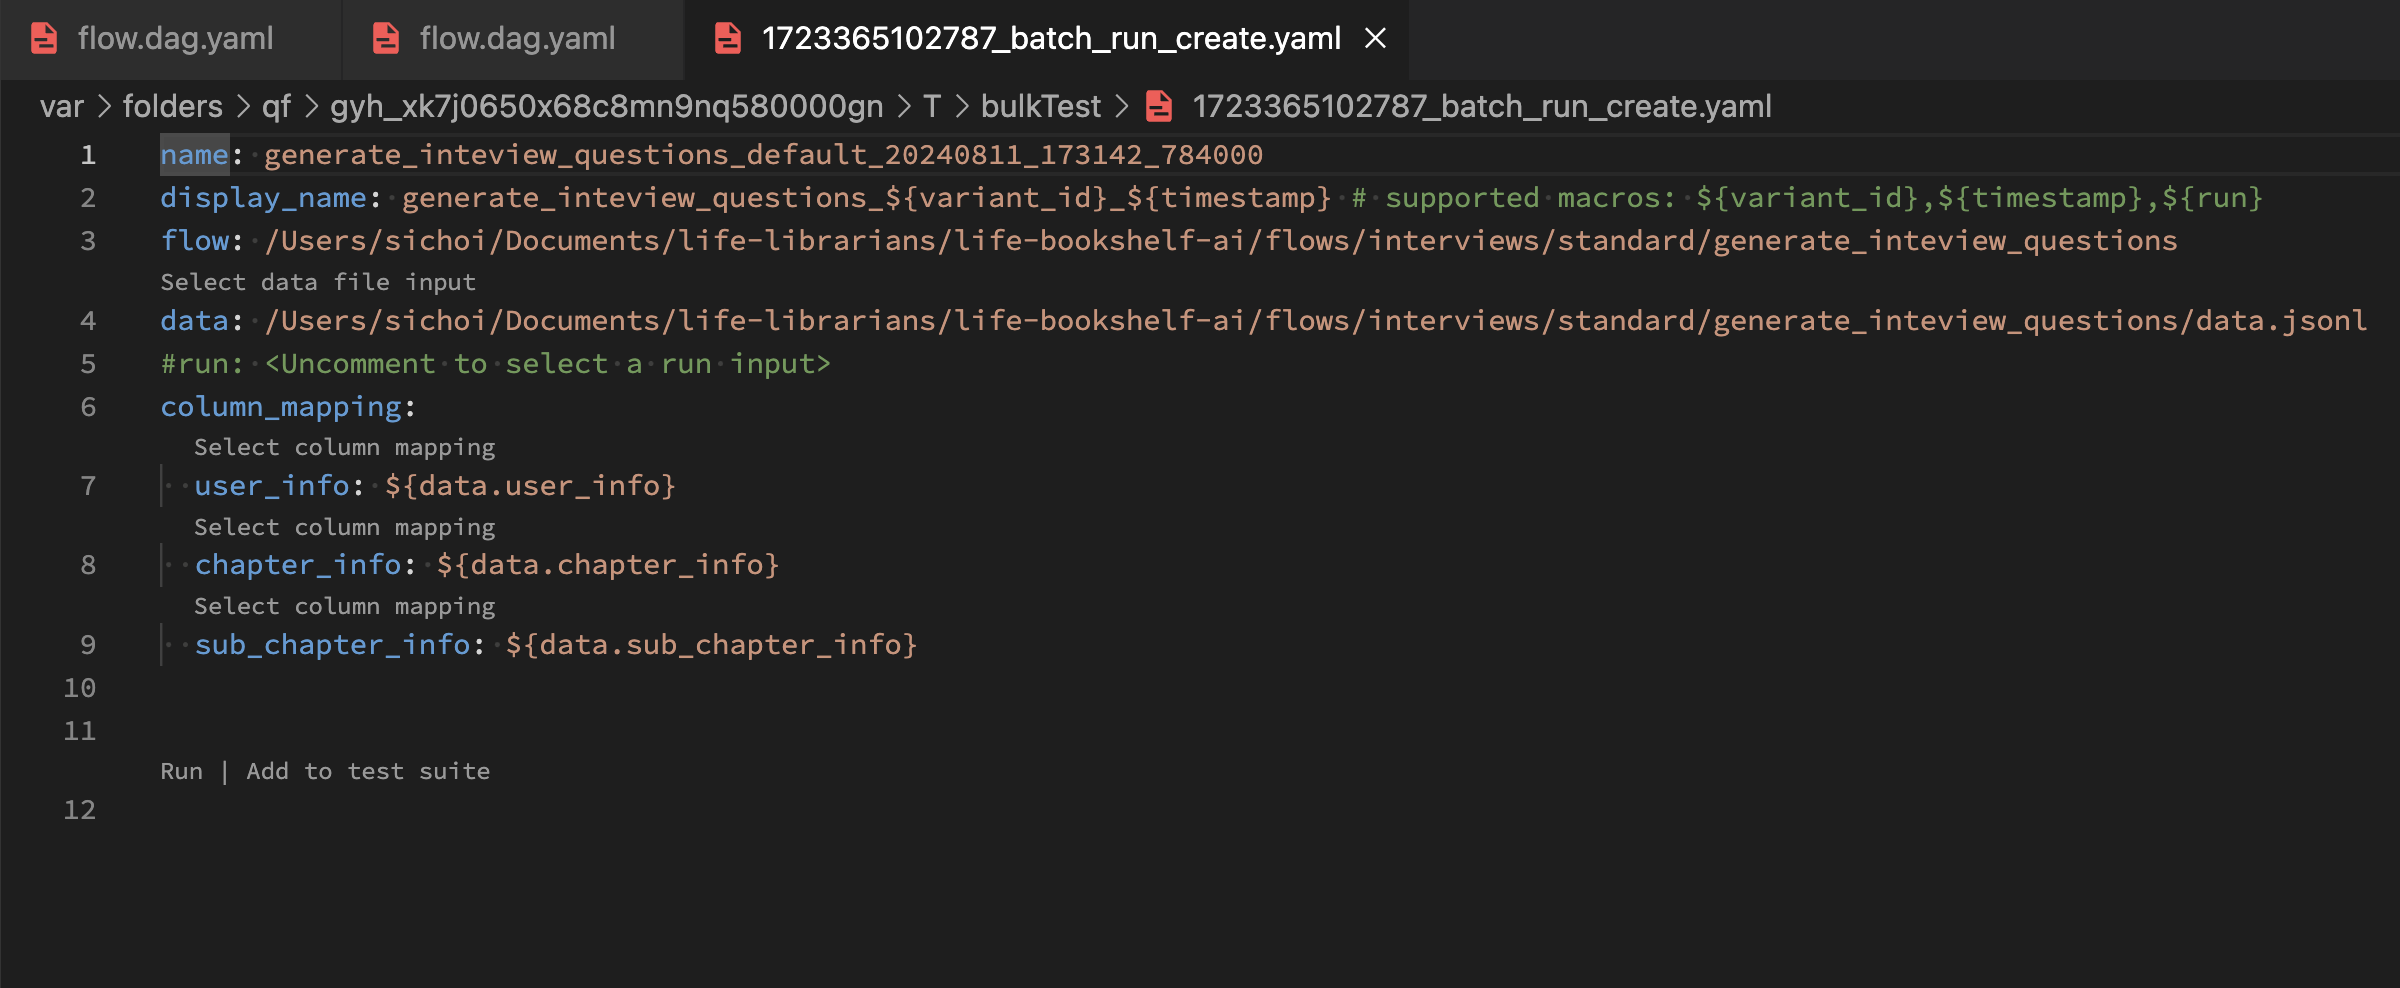 flow.dag.yaml flow.dag.yaml 1723365102787_batch_run_create.yaml
var > folders > qf > gyh_xk7j0650x68c8mn9nq580000gn > T > bulkTest > 1723365102787_batch_run_create.yaml
1 name: generate_inteview_questions_default_20240811_173142_784000
2 display_name: generate_inteview_questions_${variant_id}_${timestamp} # supported macros: ${variant_id},${timestamp},${run}
3 flow: /Users/sichoi/Documents/life-librarians/life-bookshelf-ai/flows/interviews/standard/generate_inteview_questions
Select data file input
4 data: /Users/sichoi/Documents/life-librarians/life-bookshelf-ai/flows/interviews/standard/generate_inteview_questions/data.jsonl
5 #run: <Uncomment to select a run input>
6 column_mapping:
Select column mapping
7 user_info: ${data.user_info}
Select column mapping
8 chapter_info: ${data.chapter_info}
Select column mapping
9 sub_chapter_info: ${data.sub_chapter_info}
10
11
Run | Add to test suite
12